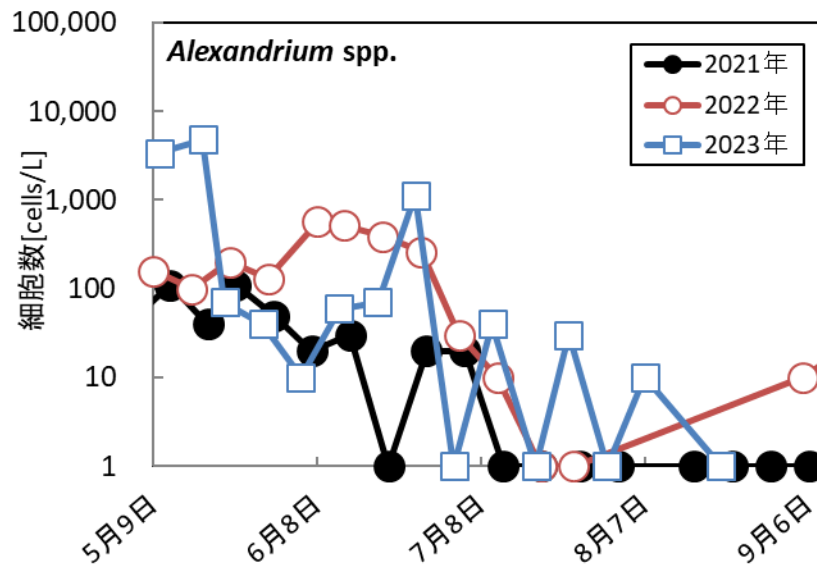 100,000
Alexandrium spp.
2021年
10,000
2022年
2023年
1,000
細胞数[cells/L]
100
10
1
5月9日
6月8日
7月8日
8月7日
9月6日